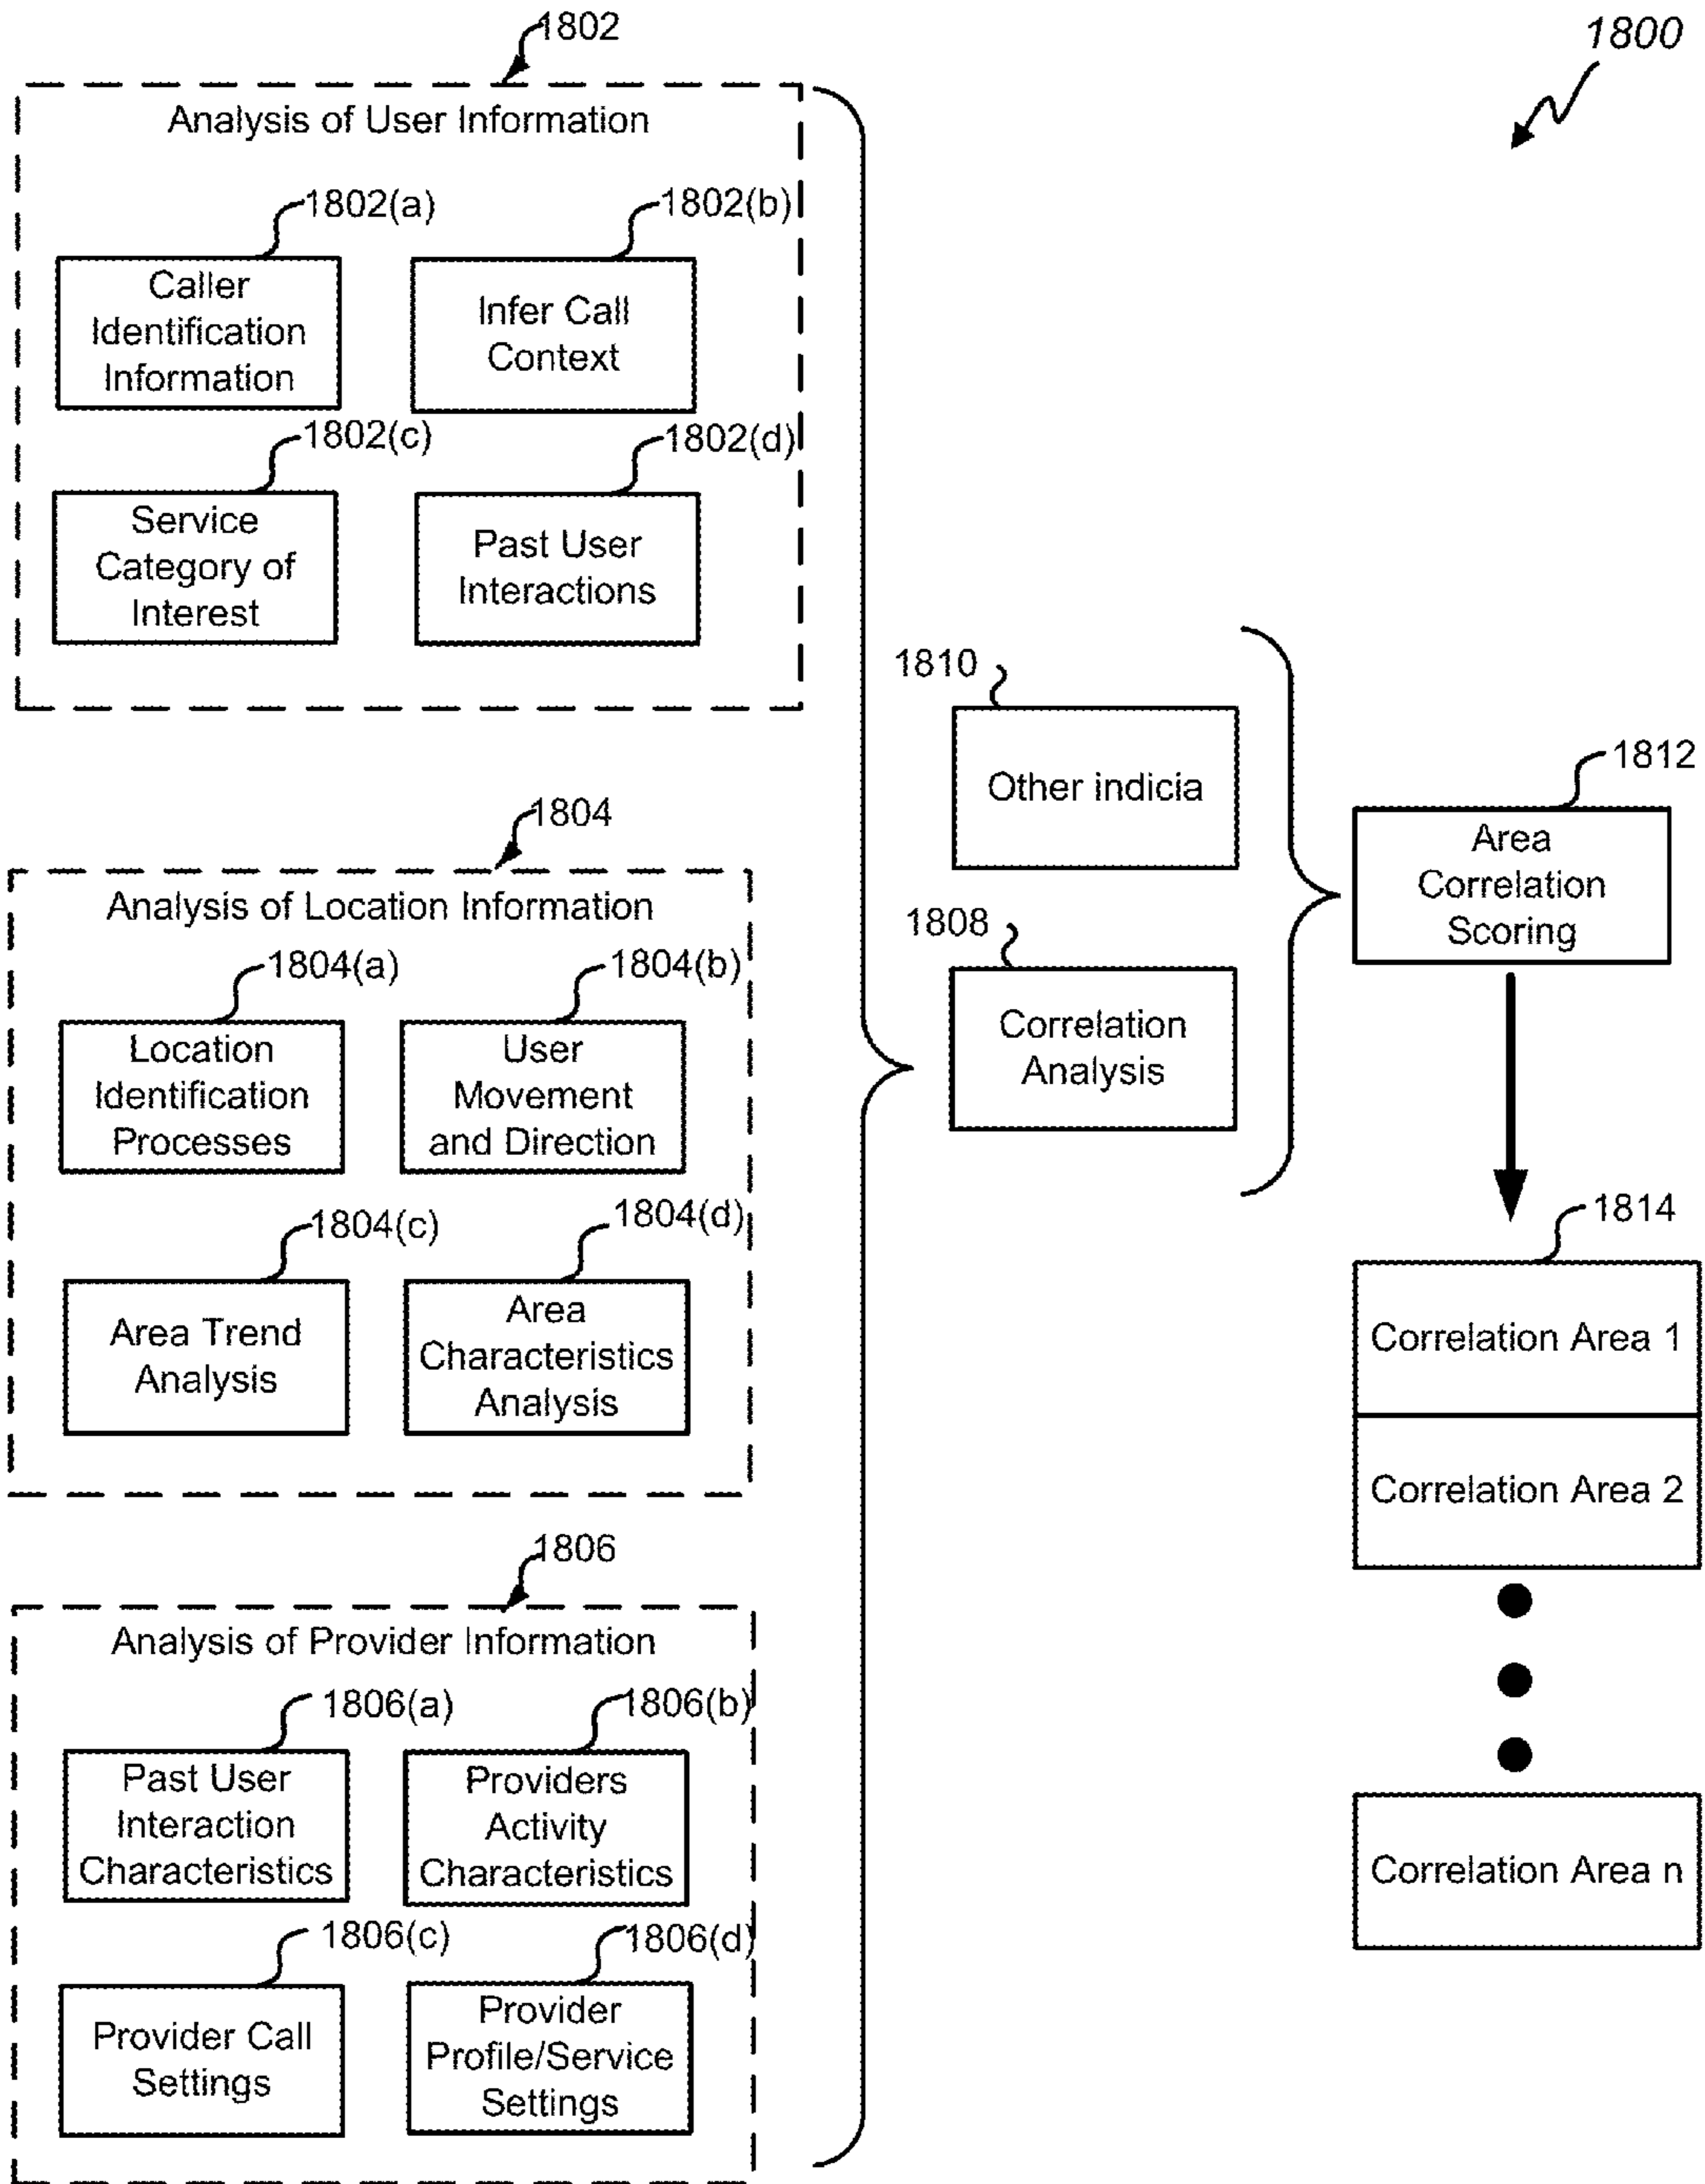 1800
1802
Analysis of User Information
1802(a)
1802(b)
Caller
Identification
Information
Infer Call
Context
1802(c)
1802(d)
Service
Category of
Interest
Past User
Interactions
1804
Analysis of Location Information
1804(a)
1804(b)
Location
Identification
Processes
User
Movement
and Direction
1804(c)
1804(d)
Area Trend
Analysis
Area
Characteristics
Analysis
1806
Analysis of Provider Information
1806(a)
1806(b)
Past User
Interaction
Characteristics
Providers
Activity
Characteristics
1806(c)
1806(d)
Provider Call
Settings
Provider
Profile/Service
Settings
1810
Other indicia
1808
Correlation
Analysis
1812
Area
Correlation
Scoring
1814
Correlation Area 1
Correlation Area 2
Correlation Area n